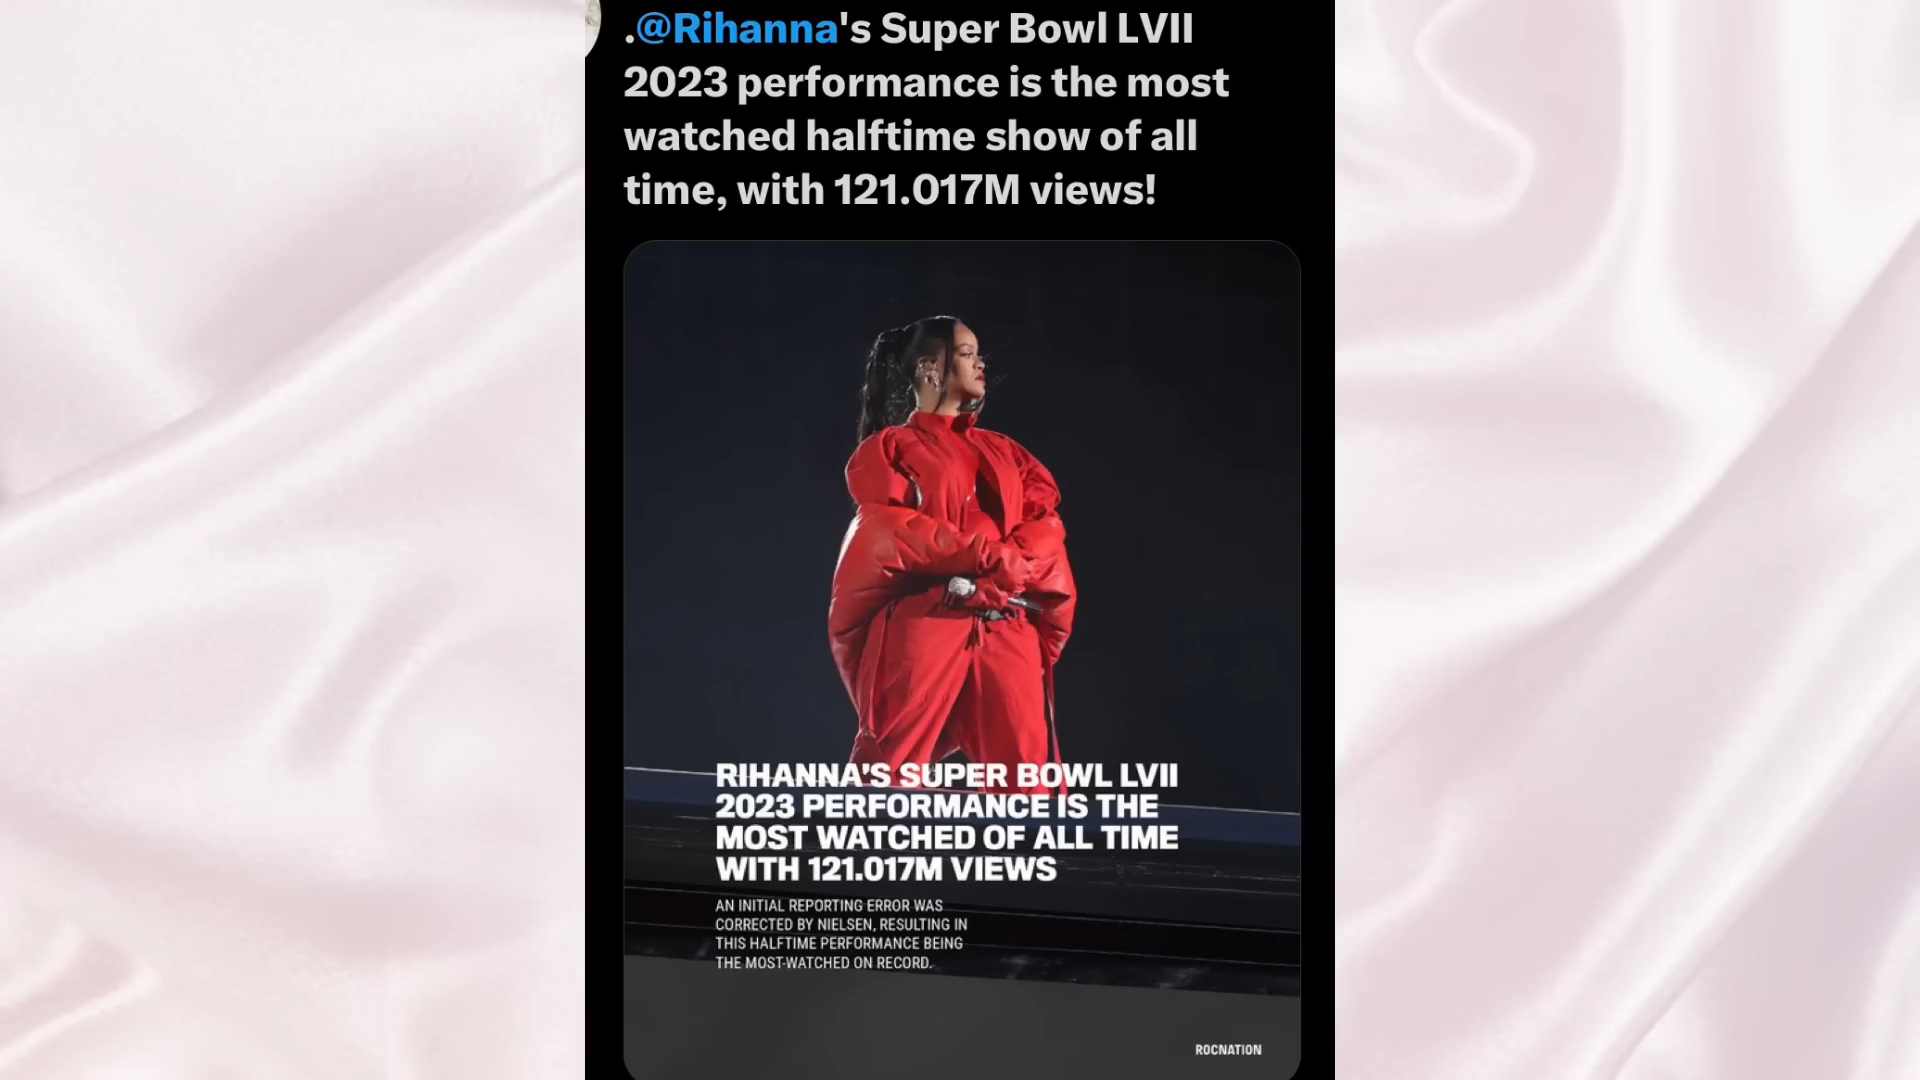 .@Rihanna's Super Bowl LVII
2023 performance is the most
watched halftime show of all
time, with 121.017M views!
RIHANNA'S SUPER BOWL LVII
2023 PERFORMANCE IS THE
MOST WATCHED OF ALL TIME
WITH 121.017M VIEWS
AN INITIAL REPORTING ERROR WAS
CORRECTED BY NIELSEN, RESULTING IN
THIS HALFTIME PERFORMANCE BEING
THE MOST-WATCHED ON RECORD.
ROCNATION